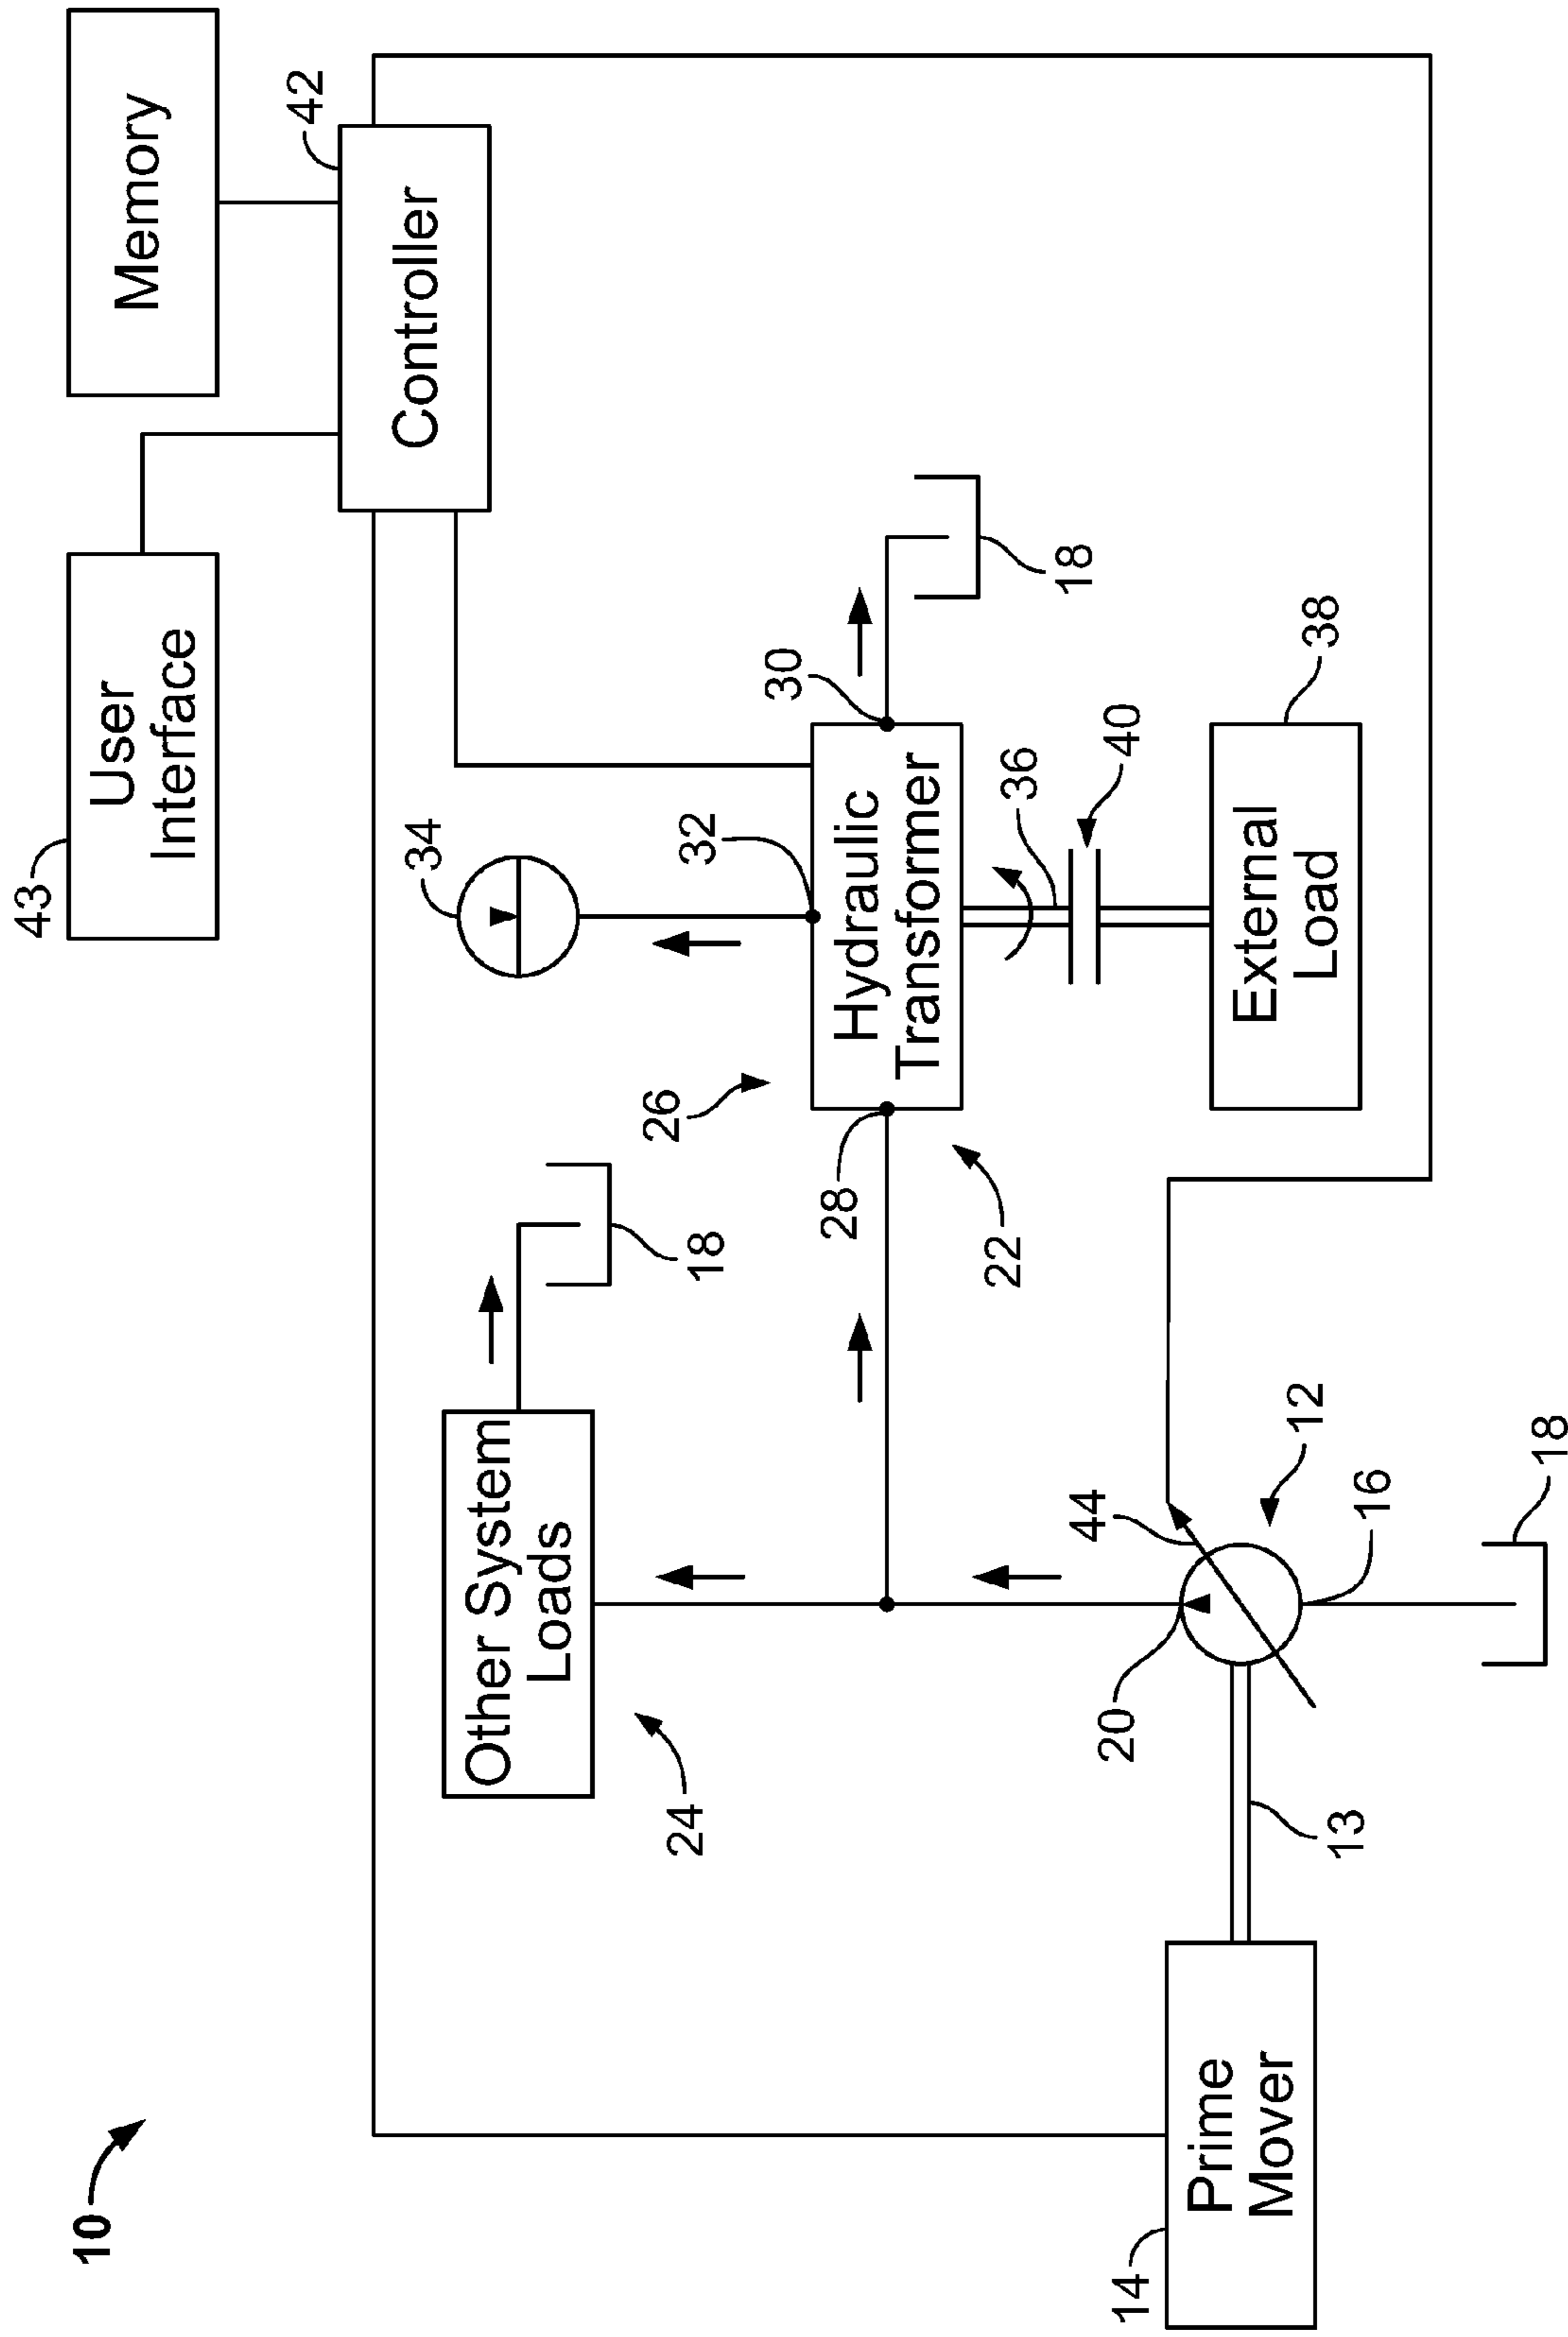 10
43
User
Interface
Memory
42
Controller
34
Other System
Loads
24
18
26
32
30
18
Hydraulic
Transformer
28
22
36
40
External
Load
38
44
20
12
16
18
13
14
Prime
Mover